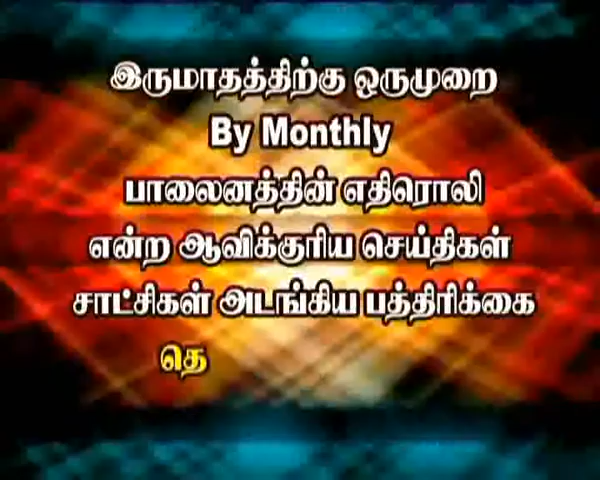 இருமாதத்திற்கு ஒருமுறை
By Monthly
பாலைனத்தின் எதிரொலி
என்ற ஆவிக்குரிய செய்திகள்
சாட்சிகள் அடங்கிய பத்திரிக்கை
தெ